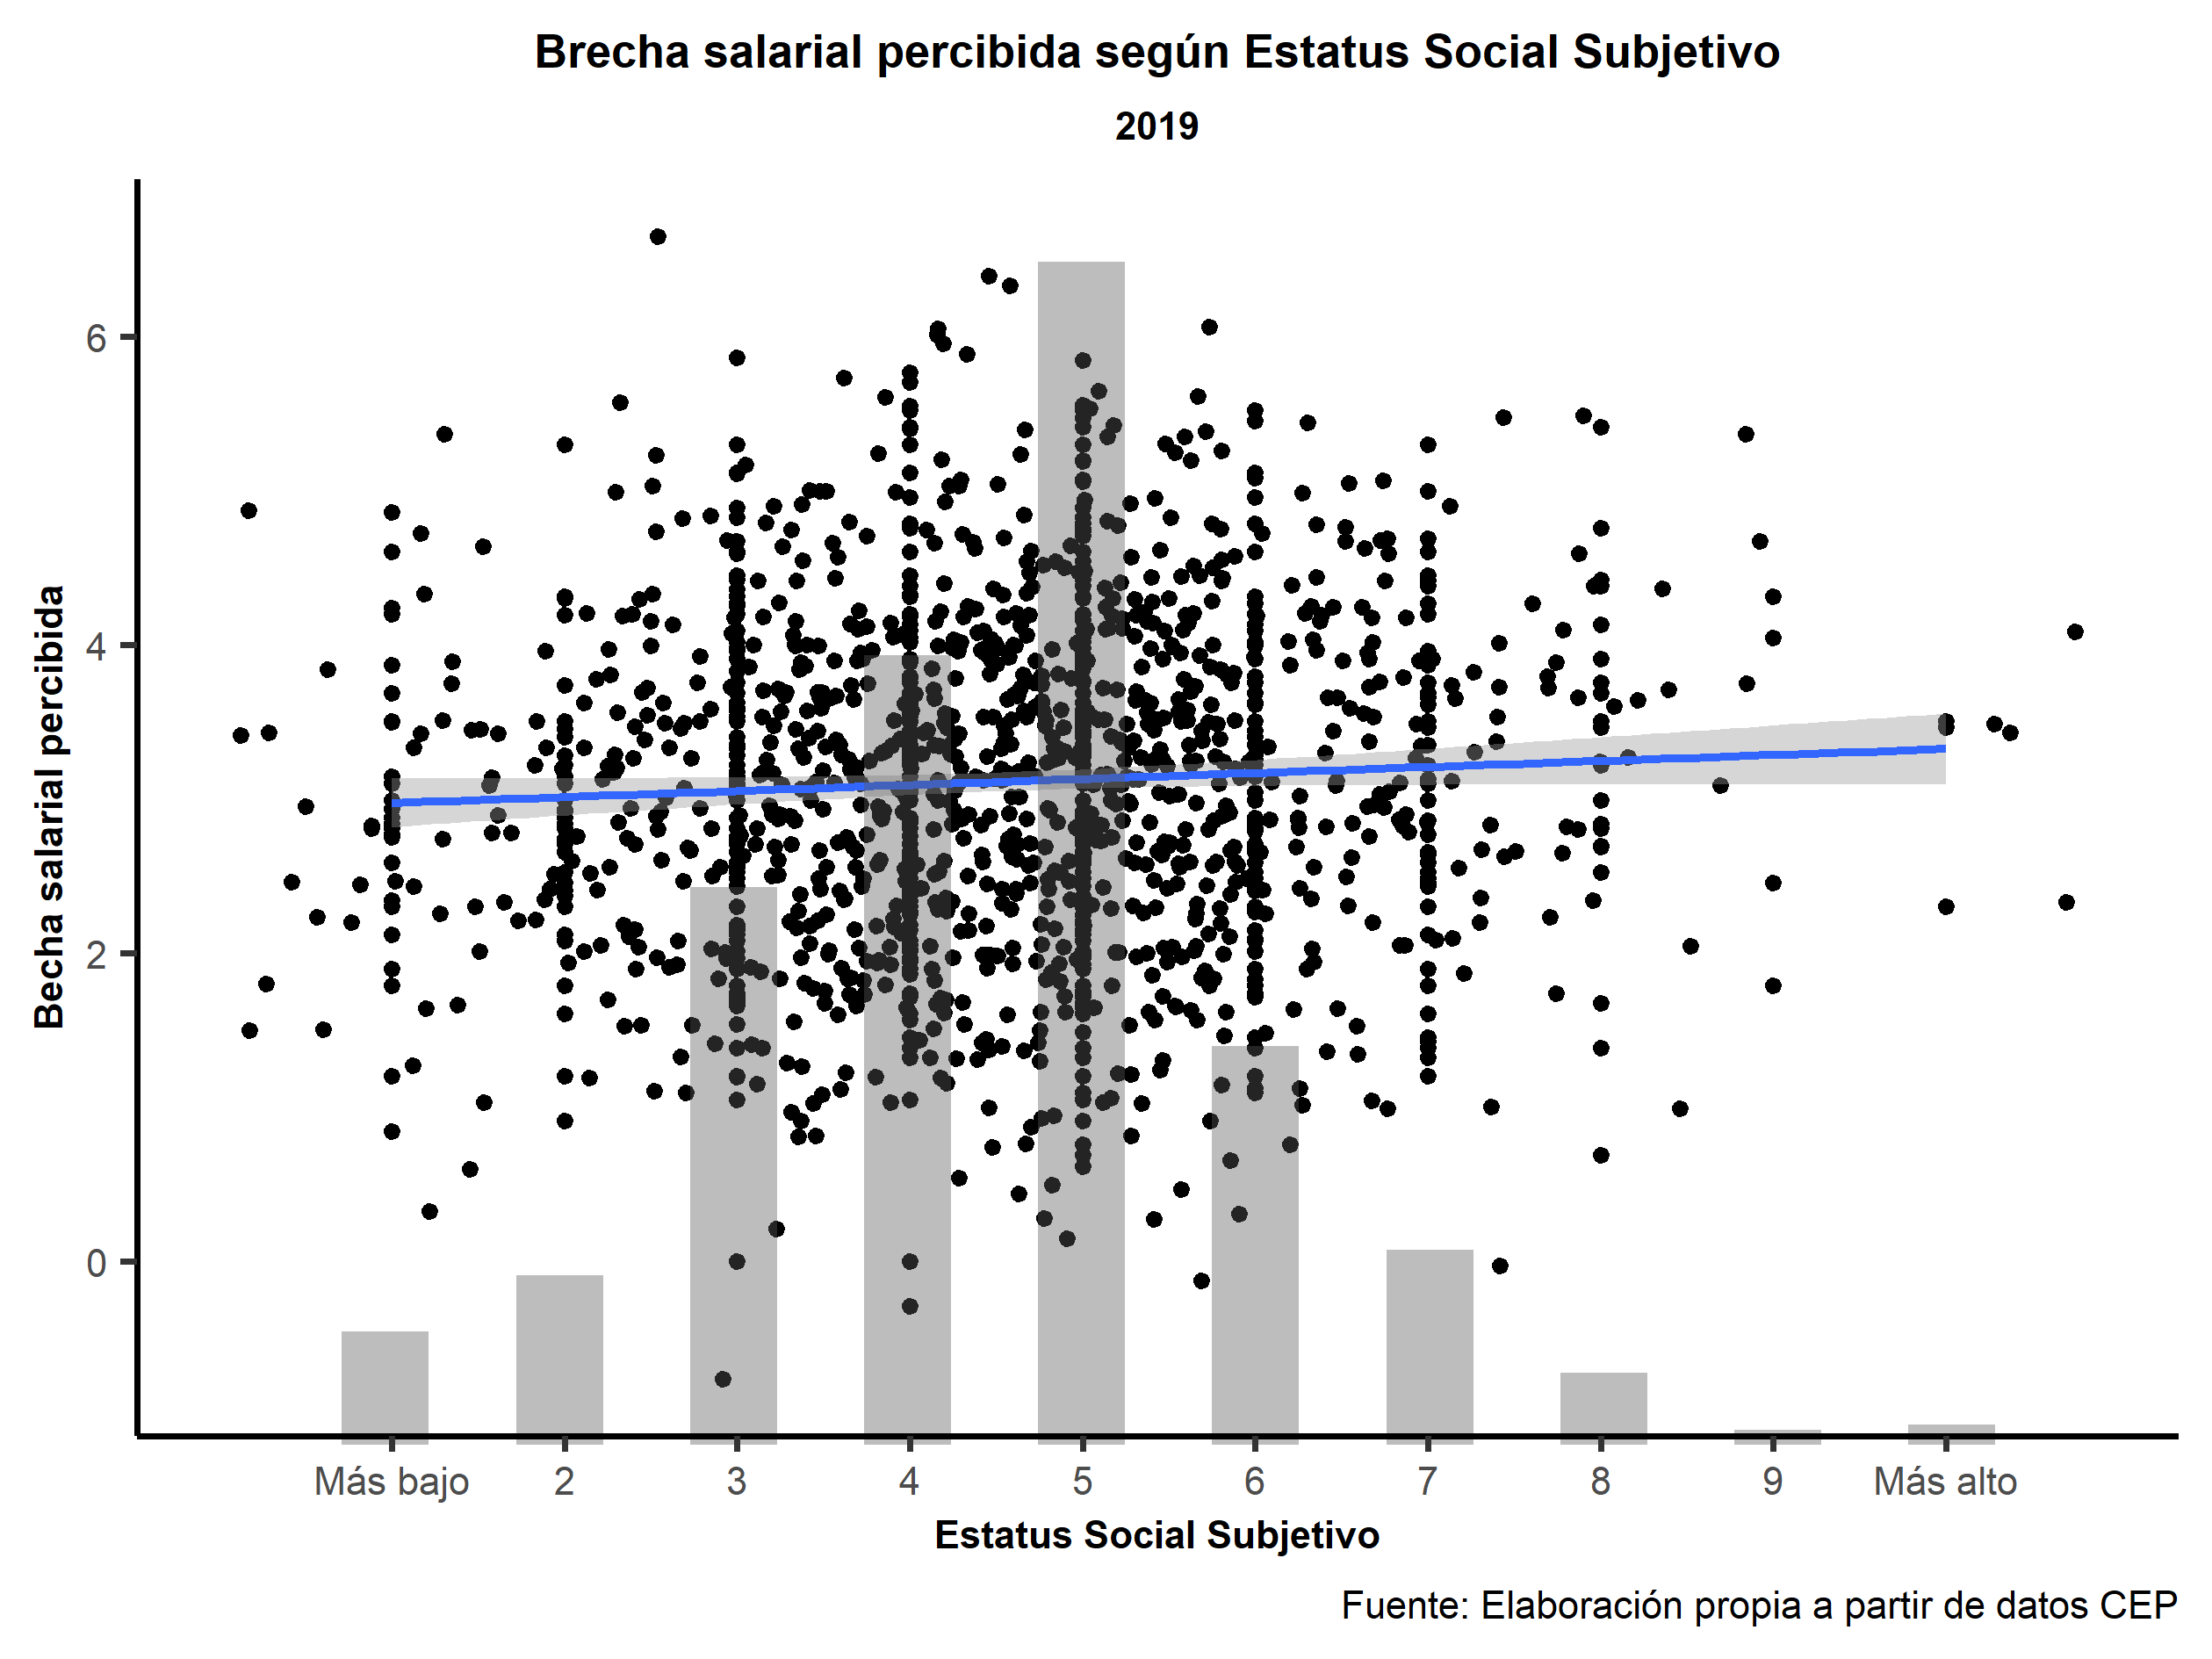 Brecha salarial percibida según Estatus Social Subjetivo
2019
Becha salarial percibida
6
4
2
0
Más bajo 2 3 4 5 6 7 8 9 Más alto
Estatus Social Subjetivo
Fuente: Elaboración propia a partir de datos CEP